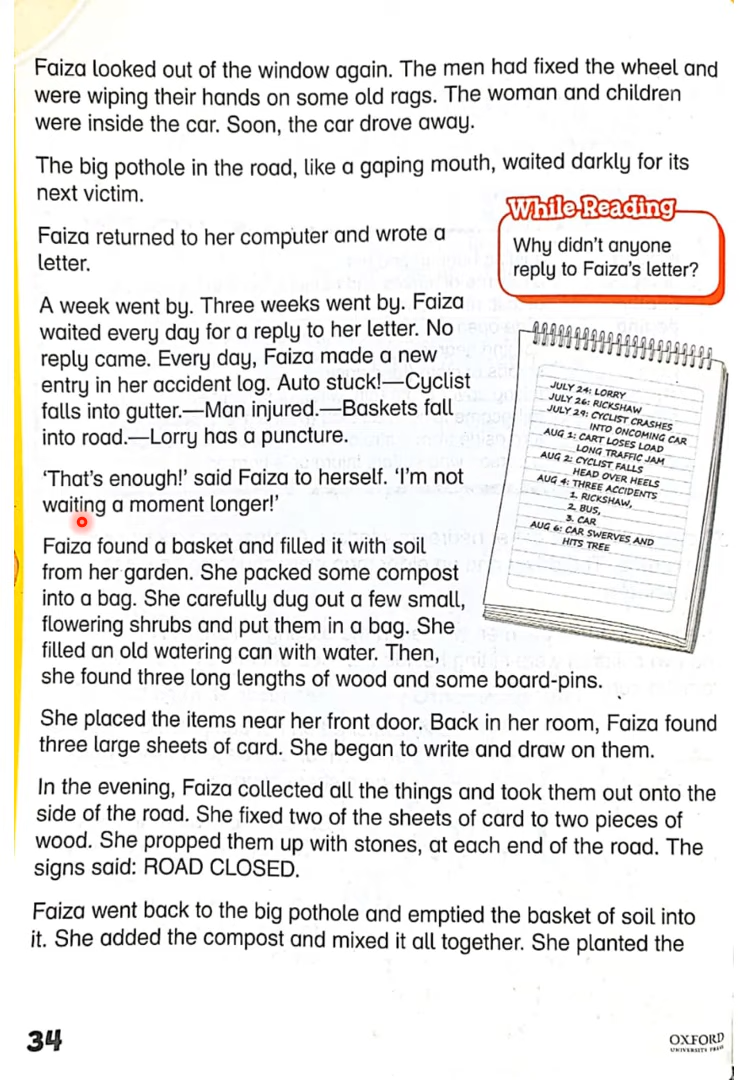 Faiza looked out of the window again. The men had fixed the wheel and
were wiping their hands on some old rags. The woman and children
were inside the car. Soon, the car drove away.
The big pothole in the road, like a gaping mouth, waited darkly for its
next victim.
While-Reading
Why didn't anyone
reply to Faiza's letter?
Faiza returned to her computer and wrote a
letter.
A week went by. Three weeks went by. Faiza
waited every day for a reply to her letter. No
reply came. Every day, Faiza made a new
entry in her accident log. Auto stuck!—Cyclist
falls into gutter.—Man injured.—Baskets fall
into road.—Lorry has a puncture.
JULY 24: LORRY
JULY 26: RICKSHAW
JULY 29: CYCLIST CRASHES
INTO ONCOMING CAR
AUG 1: CART LOSES LOAD
LONG TRAFFIC JAM
AUG 2: CYCLIST FALLS
HEAD OVER HEELS
AUG 4: THREE ACCIDENTS
1. RICKSHAW,
2. BUS,
3. CAR
AUG 6: CAR SWERVES AND
HITS TREE
'That's enough!' said Faiza to herself. 'I'm not
waiting a moment longer!'
Faiza found a basket and filled it with soil
from her garden. She packed some compost
into a bag. She carefully dug out a few small,
flowering shrubs and put them in a bag. She
filled an old watering can with water. Then,
she found three long lengths of wood and some board-pins.
She placed the items near her front door. Back in her room, Faiza found
three large sheets of card. She began to write and draw on them.
In the evening, Faiza collected all the things and took them out onto the
side of the road. She fixed two of the sheets of card to two pieces of
wood. She propped them up with stones, at each end of the road. The
signs said: ROAD CLOSED.
Faiza went back to the big pothole and emptied the basket of soil into
it. She added the compost and mixed it all together. She planted the
34
OXFORD
UNIVERSITY PRESS